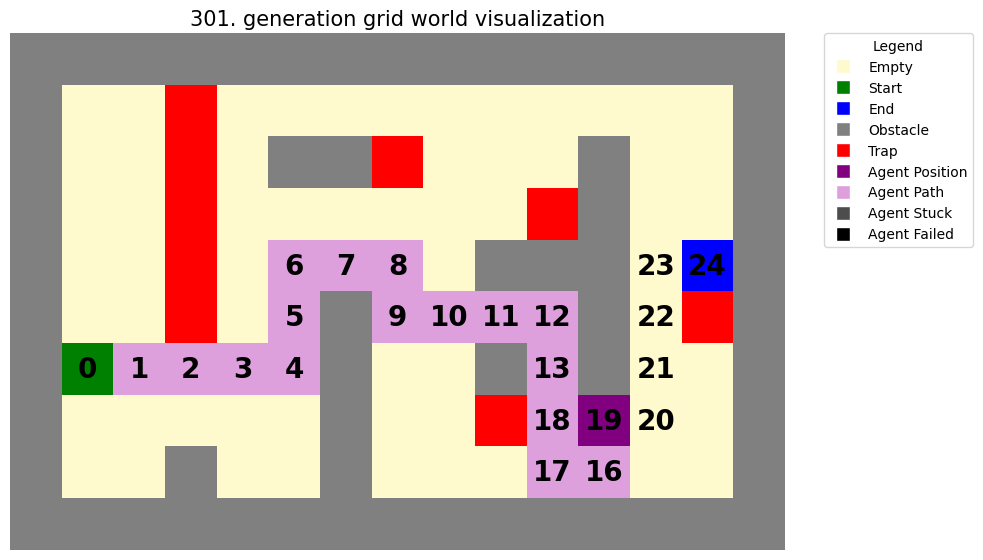 301. generation grid world visualization
Legend
Empty
Start
End
Obstacle
Trap
Agent Position
Agent Path
Agent Stuck
Agent Failed
6 7 8 23 24
5 9 10 11 12 22
0 1 2 3 4 13 21
18 19 20
17 16